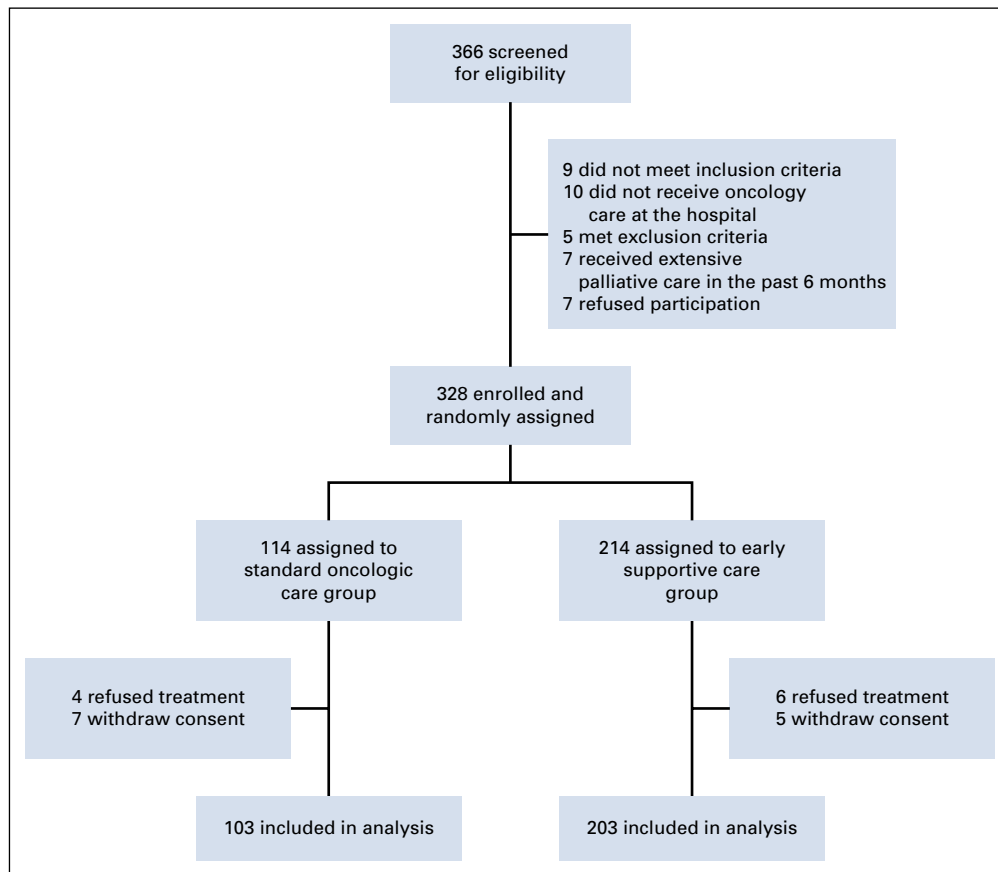 366 screened
for eligibility
9 did not meet inclusion criteria
10 did not receive oncology
care at the hospital
5 met exclusion criteria
7 received extensive
palliative care in the past 6 months
7 refused participation
328 enrolled and
randomly assigned
114 assigned to
standard oncologic
care group
214 assigned to early
supportive care
group
4 refused treatment
7 withdraw consent
6 refused treatment
5 withdraw consent
103 included in analysis
203 included in analysis